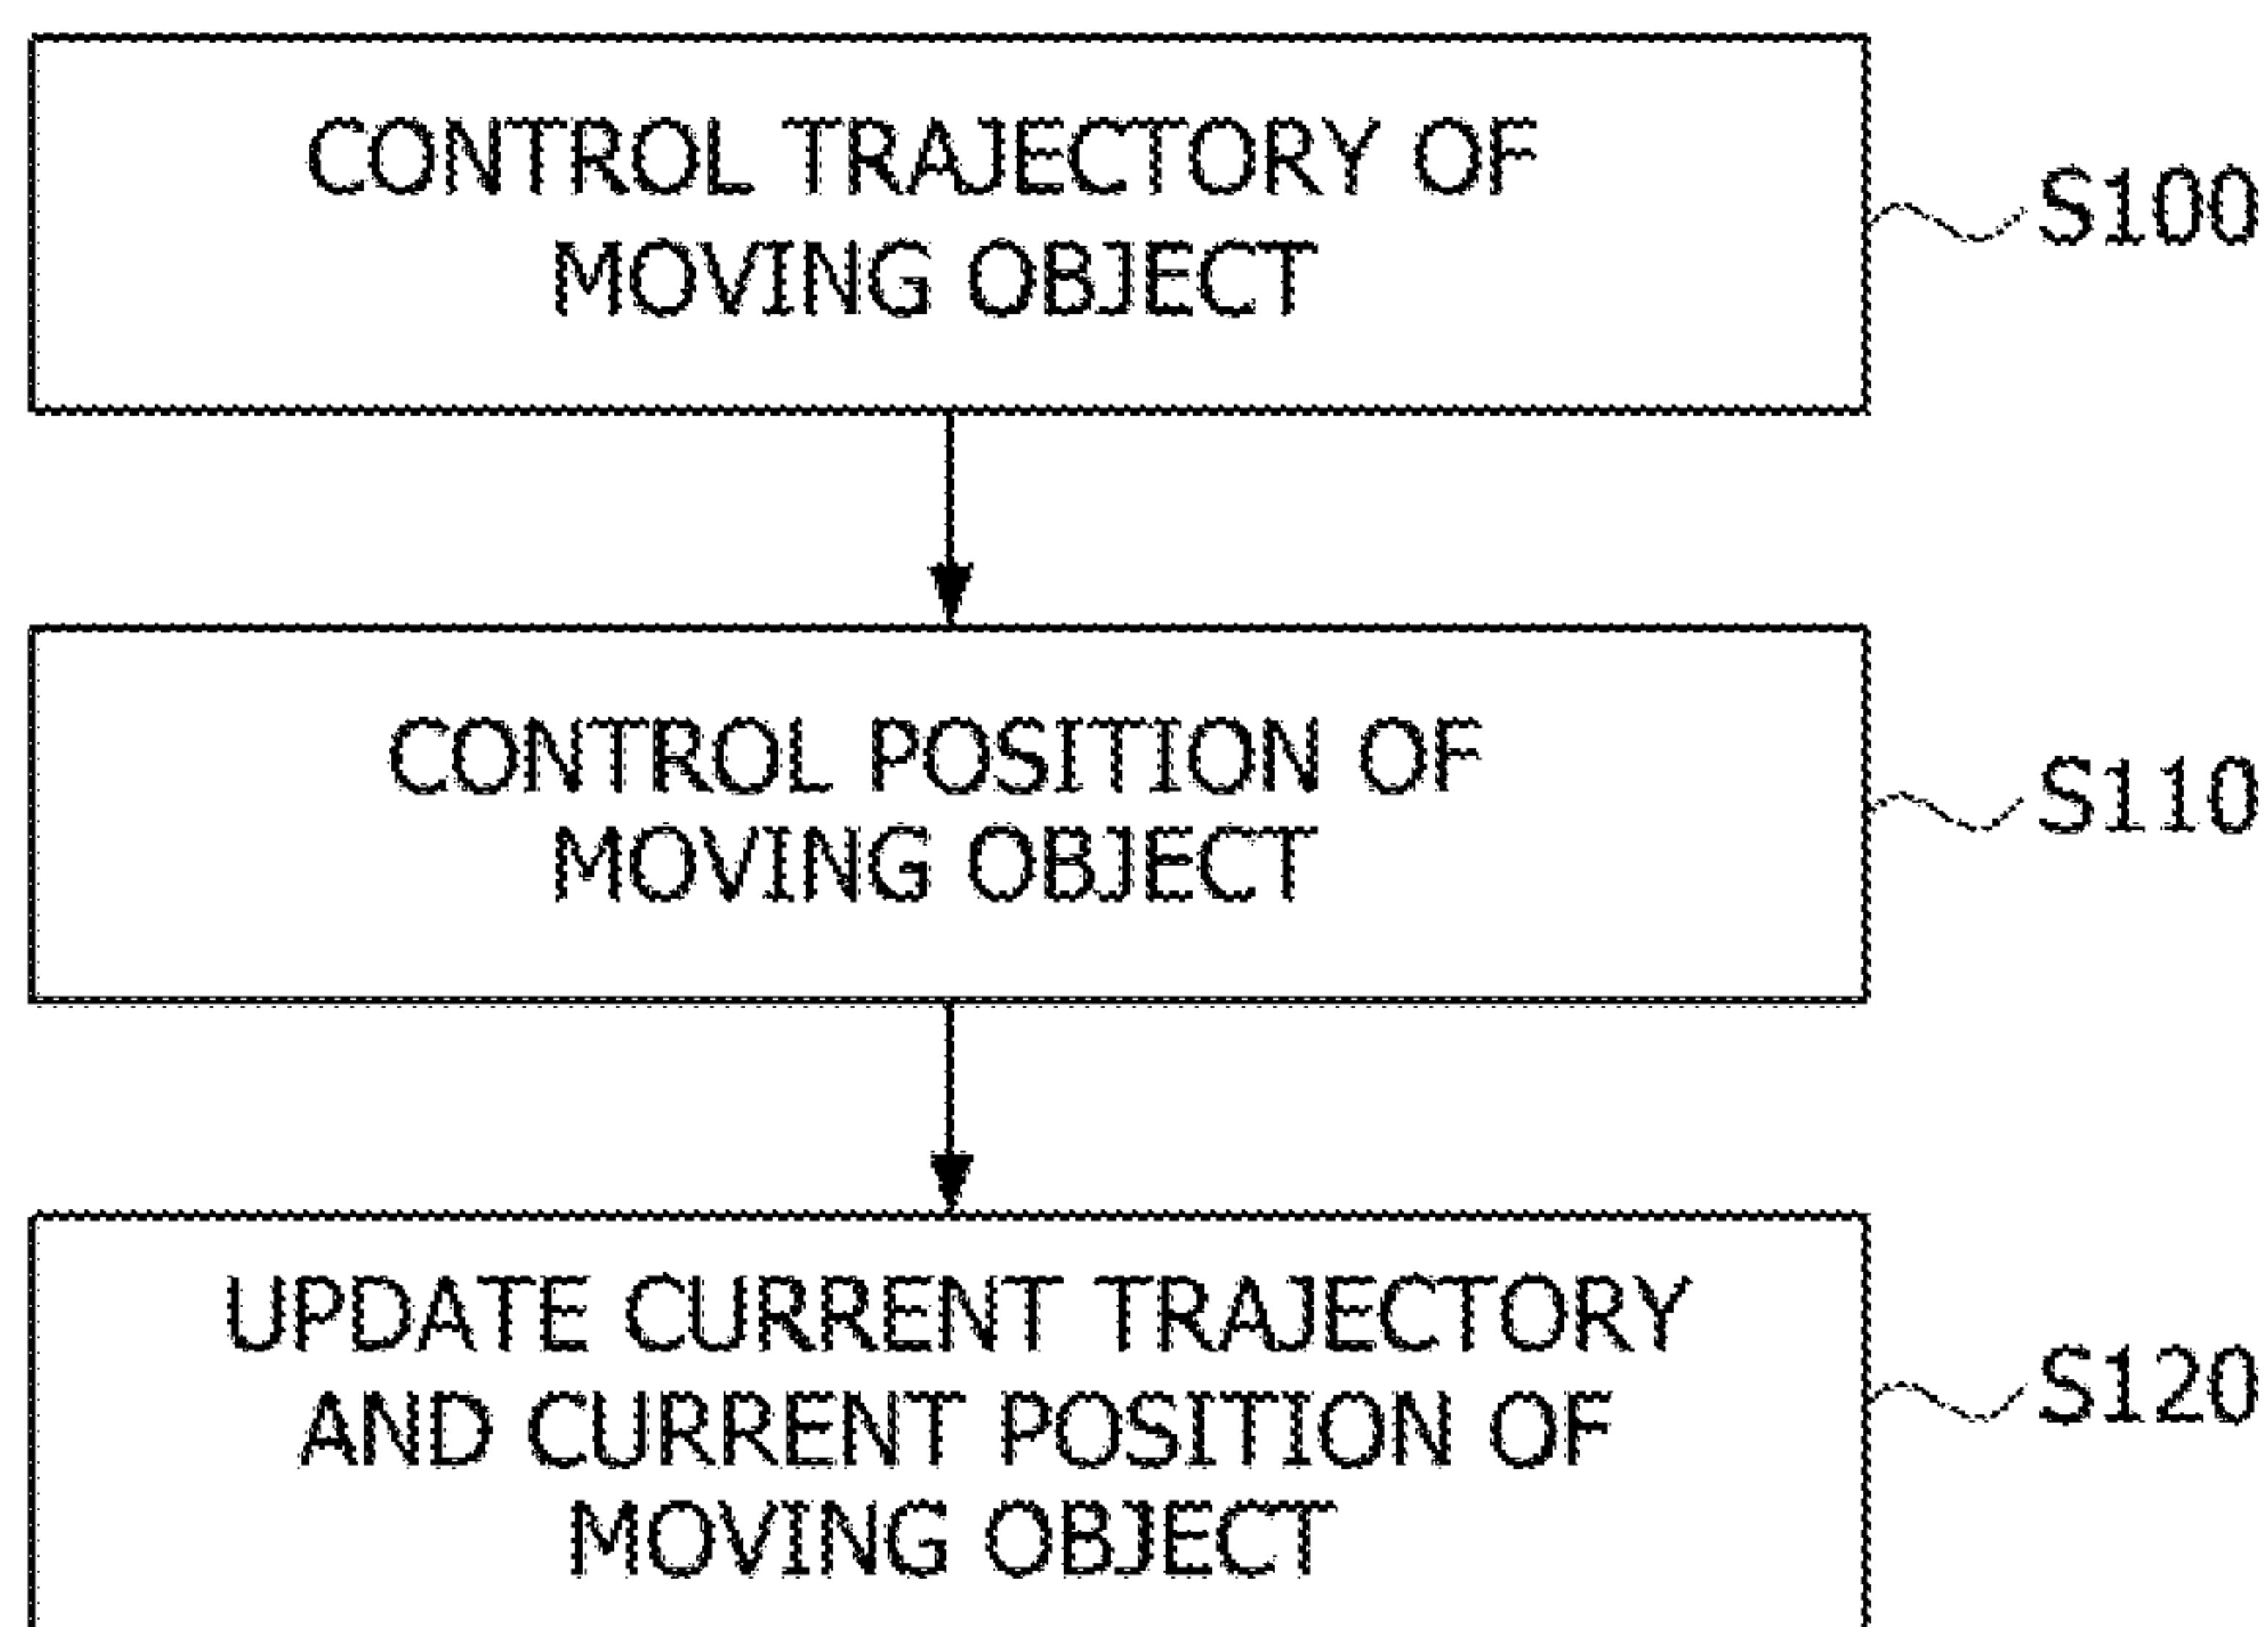 CONTROL TRAJECTORY OF
MOVING OBJECT
S100
CONTROL POSITION OF
MOVING OBJECT
S110
UPDATE CURRENT TRAJECTORY
AND CURRENT POSITION OF
MOVING OBJECT
S120